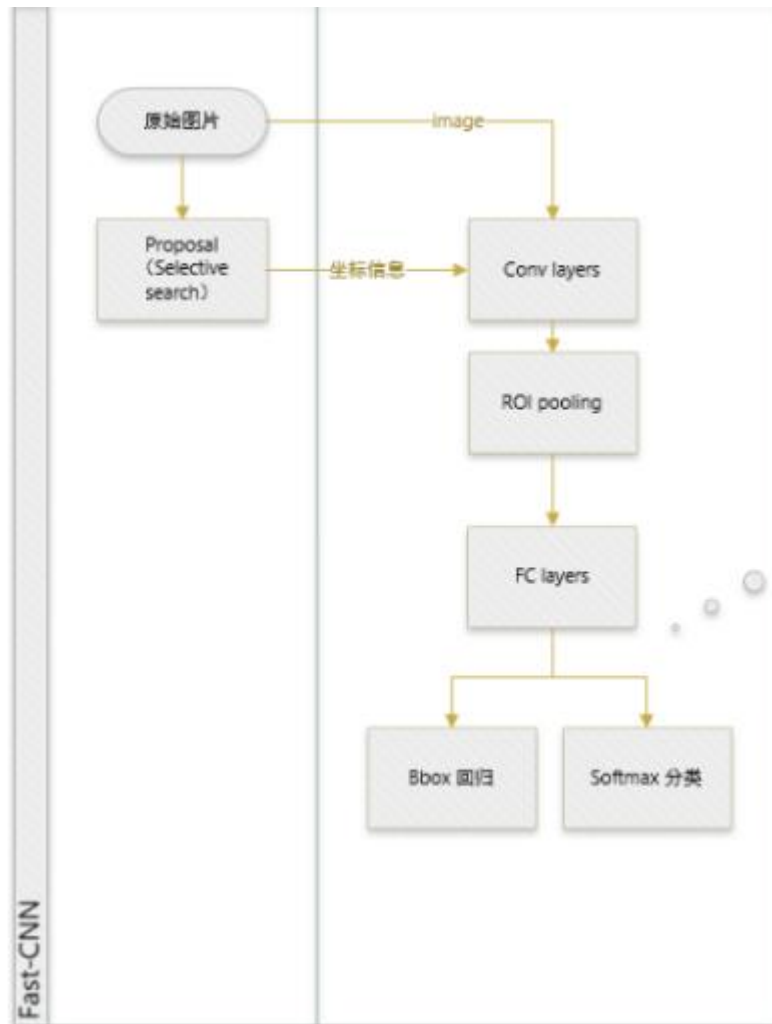 原始图片
image
Proposal
（Selective
search）
坐标信息
Conv layers
ROI pooling
FC layers
Bbox 回归
Softmax 分类
Fast-CNN